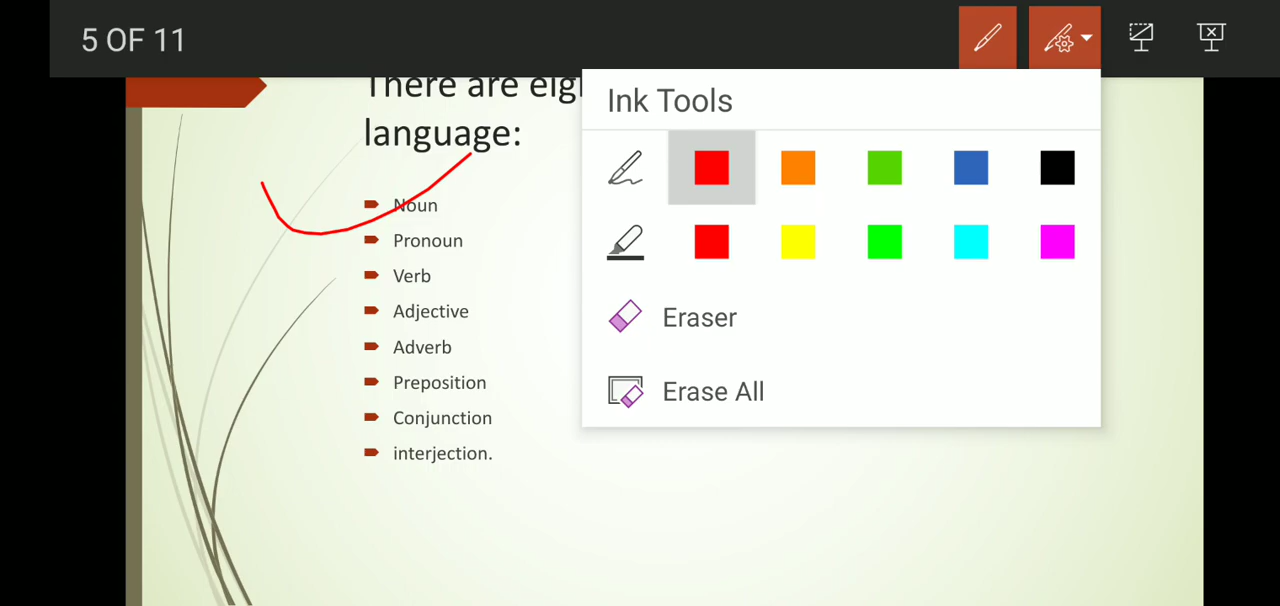 5 OF 11
There are eig
language:
Ink Tools
Noun
Pronoun
Verb
Adjective
Adverb
Preposition
Conjunction
interjection.
Eraser
Erase All